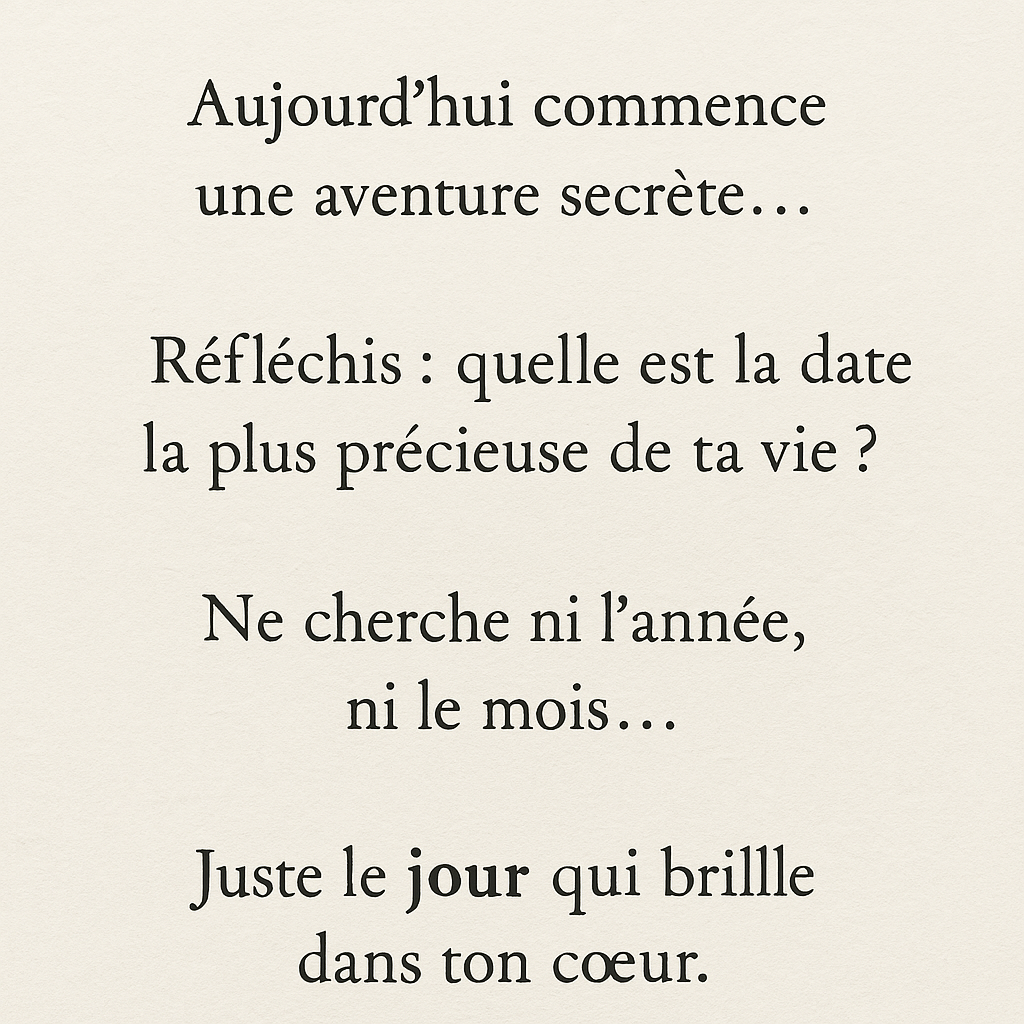 Aujourd’hui commence
une aventure secrète…
Réfléchis : quelle est la date
la plus précieuse de ta vie ?
Ne cherche ni l’année,
ni le mois…
Juste le jour qui brillle
dans ton cœur.